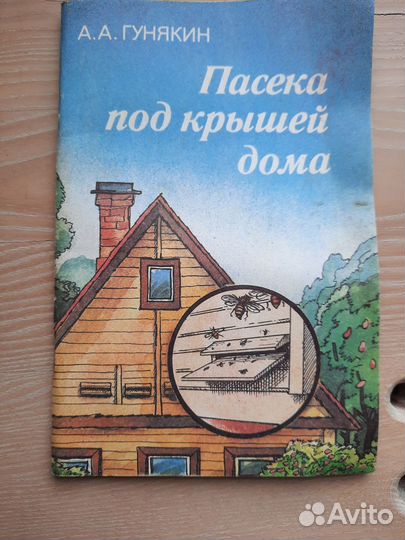 А.А. ГУНЯКИН
Пасека
под крышей
дома
Avito